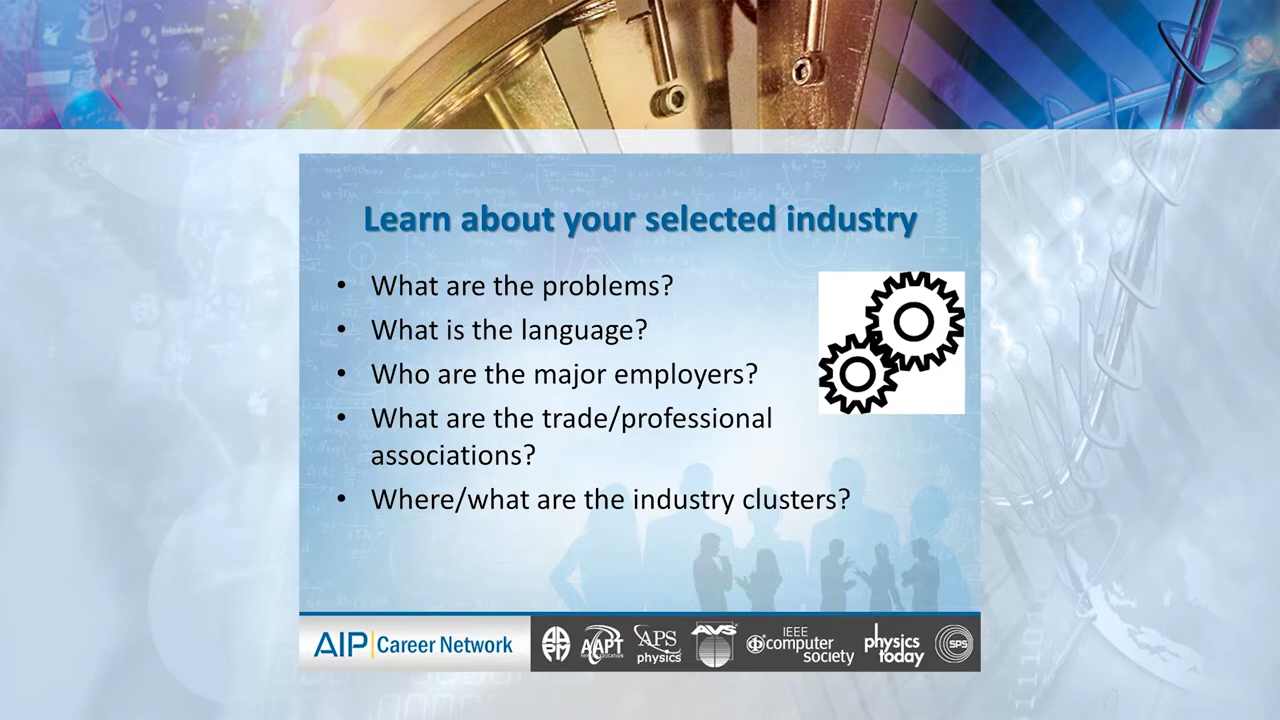 Learn about your selected industry
• What are the problems?
• What is the language?
• Who are the major employers?
• What are the trade/professional
associations?
• Where/what are the industry clusters?
AIP | Career Network
AAPT
APS
physics
AVS
IEEE
computer
society
physics
today
SPS